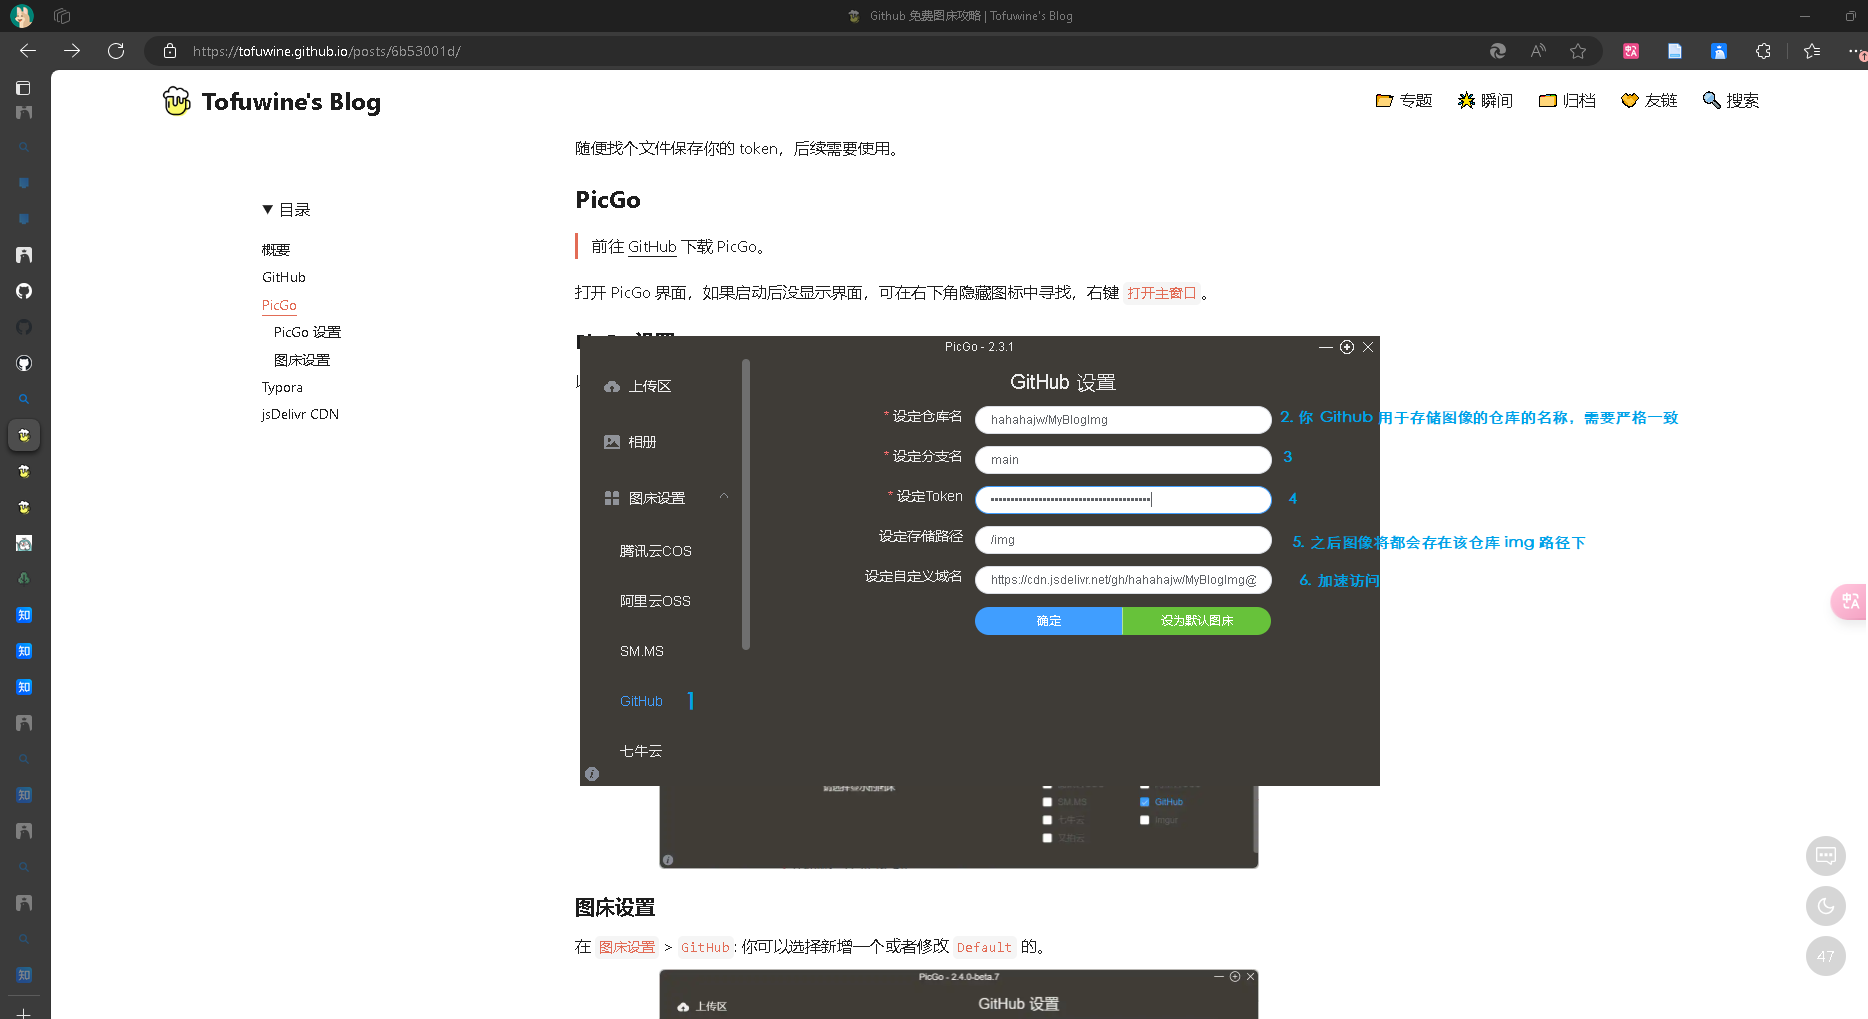 Github 免费图床攻略 | Tofuwine's Blog
https://tofuwine.github.io/posts/6b53001d/
Tofuwine's Blog
专题
瞬间
归档
友链
搜索
随便找个文件保存你的 token，后续需要使用。
目录
概要
GitHub
PicGo
PicGo 设置
图床设置
Typora
jsDelivr CDN
PicGo
前往 GitHub 下载 PicGo。
打开 PicGo 界面，如果启动后没显示界面，可在右下角隐藏图标中寻找，右键 打开主窗口 。
PicGo - 2.3.1
上传区
相册
图床设置
腾讯云COS
阿里云OSS
SM.MS
GitHub 1
七牛云
GitHub 设置
* 设定仓库名 hahahajw/MyBlogImg 2. 你 Github 用于存储图像的仓库的名称，需要严格一致
* 设定分支名 main 3
* 设定Token 4
设定存储路径 /img 5. 之后图像将都会存在该仓库 img 路径下
设定自定义域名 https://cdn.jsdelivr.net/gh/hahahajw/MyBlogImg@ 6. 加速访问
确定 设为默认图床
SM.MS GitHub
七牛云 Imgur
又拍云
图床设置
在 图床设置 > GitHub : 你可以选择新增一个或者修改 Default 的。
PicGo - 2.4.0-beta.7
上传区
GitHub 设置
47